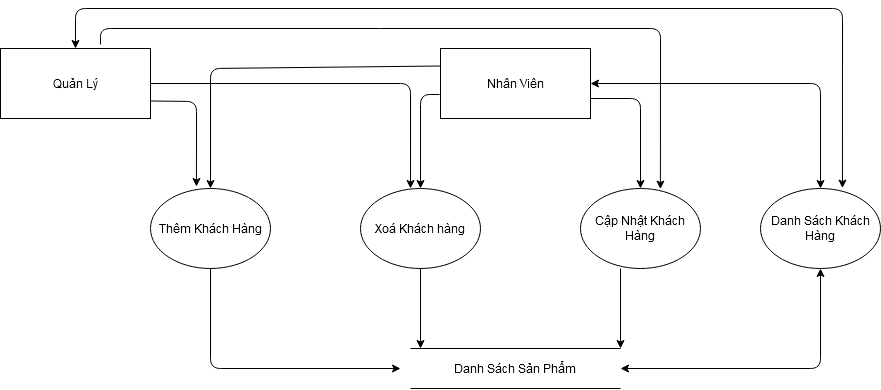 Quản Lý
Nhân Viên
Thêm Khách Hàng
Xoá Khách hàng
Cập Nhật Khách
Hàng
Danh Sách Khách
Hàng
Danh Sách Sản Phẩm